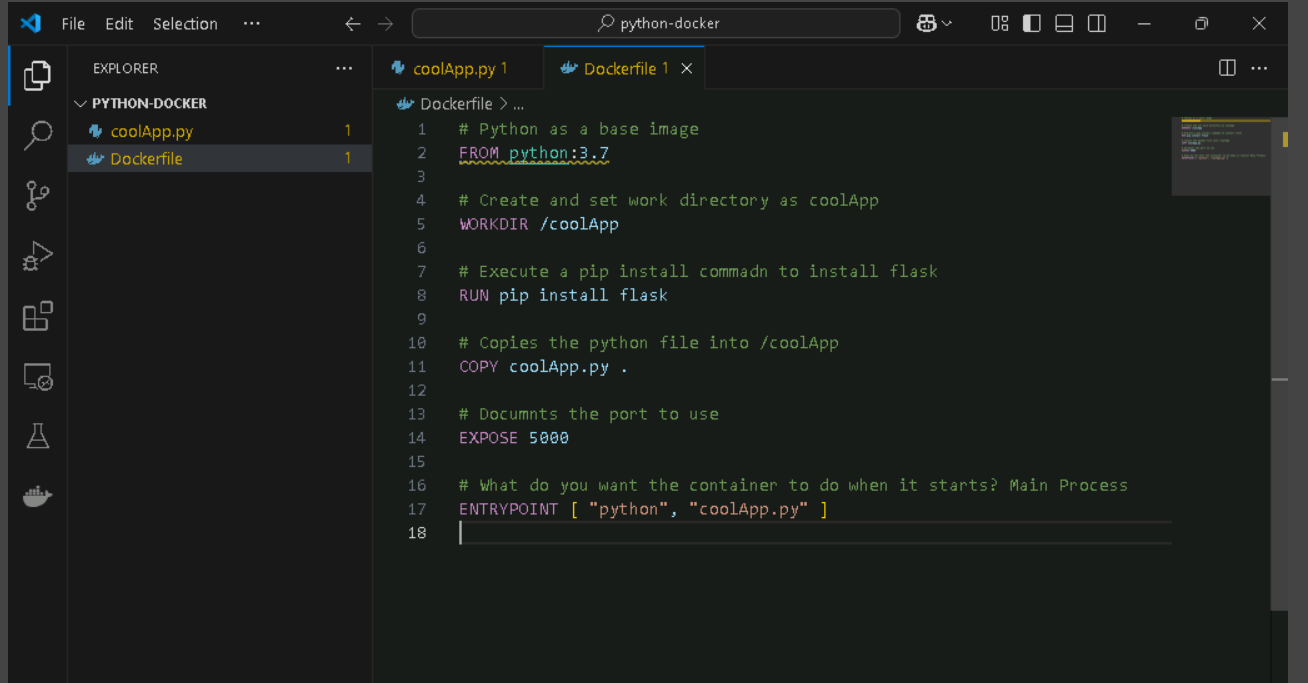 File Edit Selection ··· python-docker
EXPLORER ···
PYTHON-DOCKER
coolApp.py 1
Dockerfile 1
coolApp.py 1 Dockerfile 1
Dockerfile > ...
1 # Python as a base image
2 FROM python:3.7
3
4 # Create and set work directory as coolApp
5 WORKDIR /coolApp
6
7 # Execute a pip install commadn to install flask
8 RUN pip install flask
9
10 # Copies the python file into /coolApp
11 COPY coolApp.py .
12
13 # Documnts the port to use
14 EXPOSE 5000
15
16 # What do you want the container to do when it starts? Main Process
17 ENTRYPOINT [ "python", "coolApp.py" ]
18